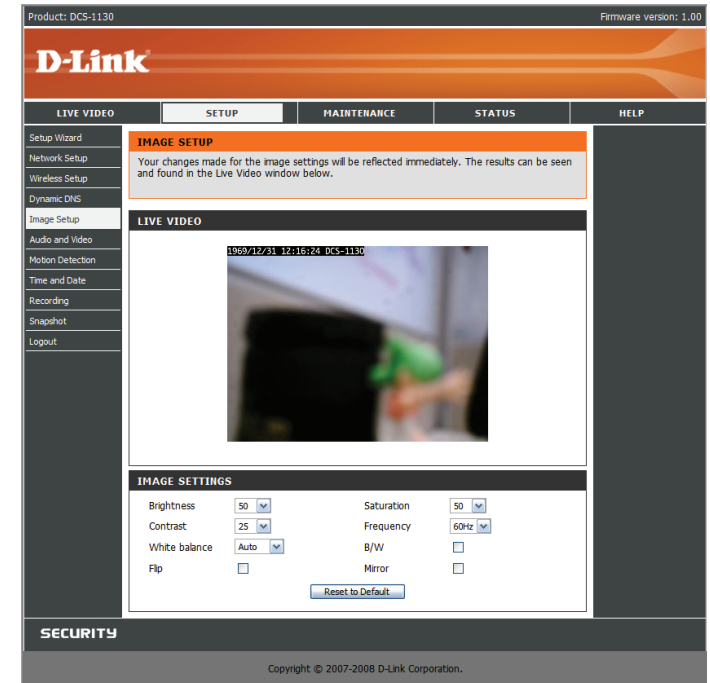 Product: DCS-1130
Firmware version: 1.00
D-Link
LIVE VIDEO
SETUP
MAINTENANCE
STATUS
HELP
Setup Wizard
Network Setup
Wireless Setup
Dynamic DNS
Image Setup
Audio and Video
Motion Detection
Time and Date
Recording
Snapshot
Logout
IMAGE SETUP
Your changes made for the image settings will be reflected immediately. The results can be seen
and found in the Live Video window below.
LIVE VIDEO
1969/12/31 12:16:24 DCS-1130
IMAGE SETTINGS
Brightness
50
Saturation
50
Contrast
25
Frequency
60Hz
White balance
Auto
B/W
Flip
Mirror
Reset to Default
SECURITY
Copyright © 2007-2008 D-Link Corporation.